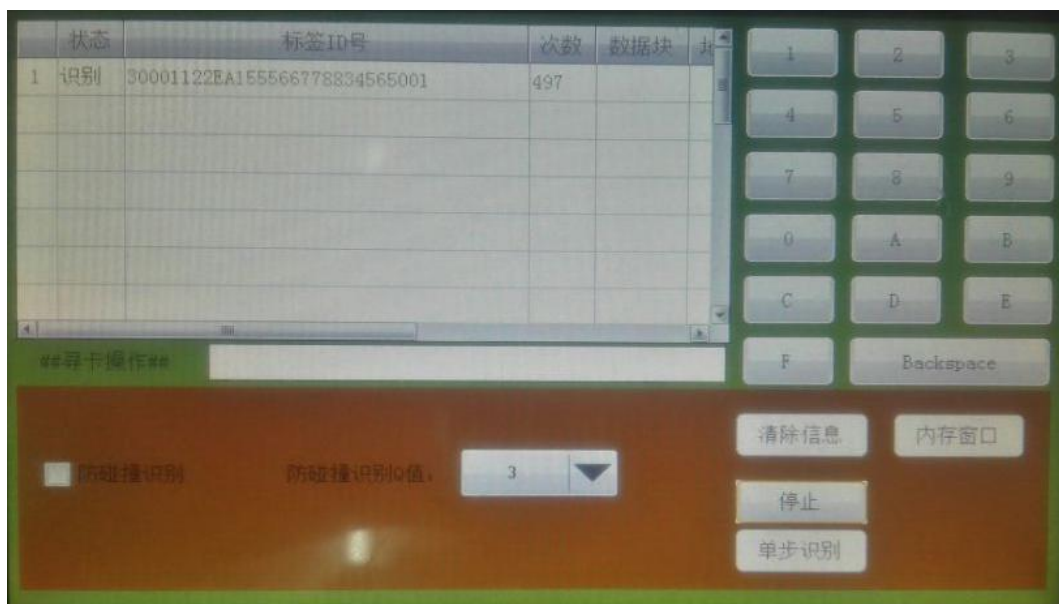 状态 标签ID号 次数 数据块
1 识别 30001122EA155566778834565001 497
1 2 3
4 5 6
7 8 9
0 A B
C D E
F Backspace
##寻卡操作##
清除信息 内存窗口
防碰撞识别 防碰撞识别Q值: 3
停止
单步识别